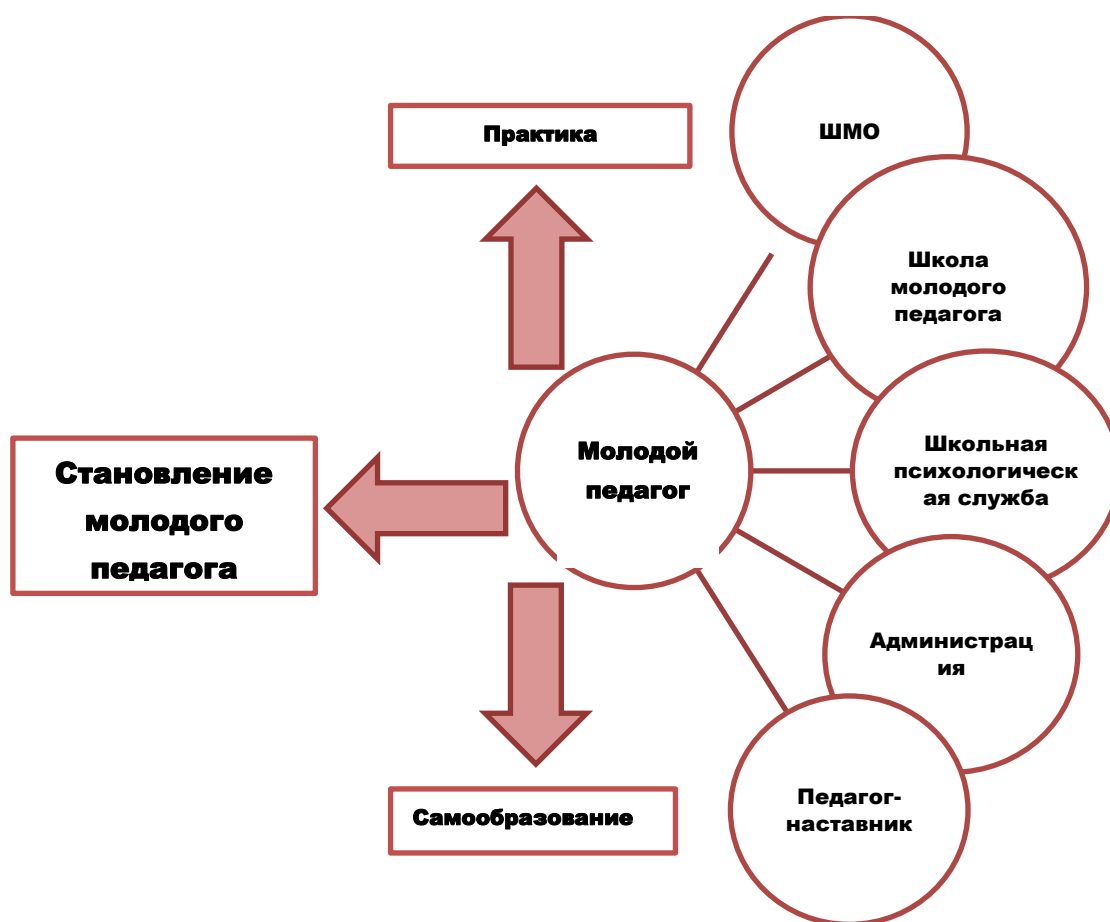 Практика
ШМО
Школа
молодого
педагога
Молодой
педагог
Школьная
психологическ
ая служба
Становление
молодого
педагога
Администрац
ия
Самообразование
Педагог-
наставник